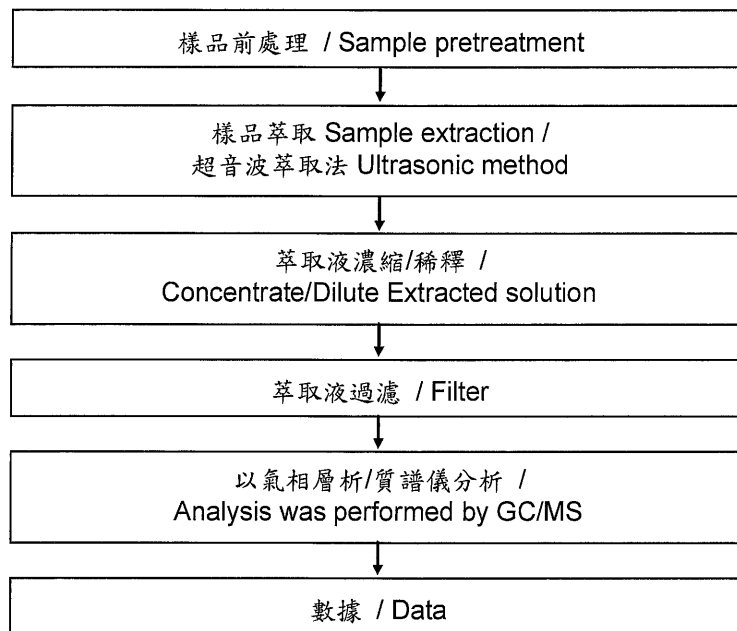 樣品前處理 / Sample pretreatment
樣品萃取 Sample extraction /
超音波萃取法 Ultrasonic method
萃取液濃縮/稀釋 /
Concentrate/Dilute Extracted solution
萃取液過濾 / Filter
以氣相層析/質譜儀分析 /
Analysis was performed by GC/MS
數據 / Data